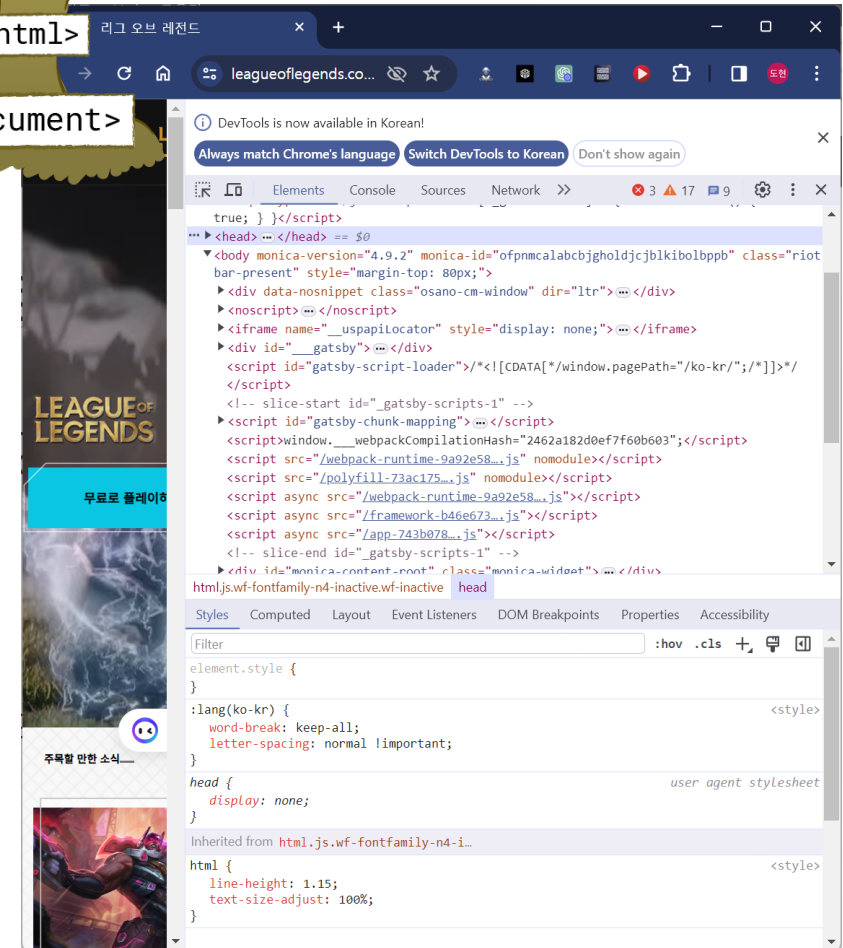 html>
리그 오브 레전드
leagueoflegends.co...
도현
cument>
DevTools is now available in Korean!
Always match Chrome's language Switch DevTools to Korean Don't show again
Elements Console Sources Network 3 17 9
true; } }</script>
<head> ... </head> == $0
<body monica-version="4.9.2" monica-id="ofpnmcalabcbjgholdjcjblkibolbppb" class="riot
bar-present" style="margin-top: 80px;">
<div data-nosnippet class="osano-cm-window" dir="ltr"> ... </div>
<noscript> ... </noscript>
<iframe name="__uspapiLocator" style="display: none;"> ... </iframe>
<div id="___gatsby"> ... </div>
<script id="gatsby-script-loader">/*<![CDATA[*/window.pagePath="/ko-kr/";/*]]>*/
</script>
<!-- slice-start id="_gatsby-scripts-1" -->
<script id="gatsby-chunk-mapping"> ... </script>
<script>window.___webpackCompilationHash="2462a182d0ef7f60b603";</script>
<script src="/webpack-runtime-9a92e58….js" nomodule></script>
<script src="/polyfill-73ac175….js" nomodule></script>
<script async src="/webpack-runtime-9a92e58….js"></script>
<script async src="/framework-b46e673….js"></script>
<script async src="/app-743b078….js"></script>
<!-- slice-end id="_gatsby-scripts-1" -->
<div id="monica-content-root" class="monica-widget"> ... </div>
LEAGUE OF
LEGENDS
무료로 플레이하
주목할 만한 소식
html.js.wf-fontfamily-n4-inactive.wf-inactive head
Styles Computed Layout Event Listeners DOM Breakpoints Properties Accessibility
Filter :hov .cls
element.style {
}
:lang(ko-kr) { <style>
word-break: keep-all;
letter-spacing: normal !important;
}
head { user agent stylesheet
display: none;
}
Inherited from html.js.wf-fontfamily-n4-i…
html { <style>
line-height: 1.15;
text-size-adjust: 100%;
}